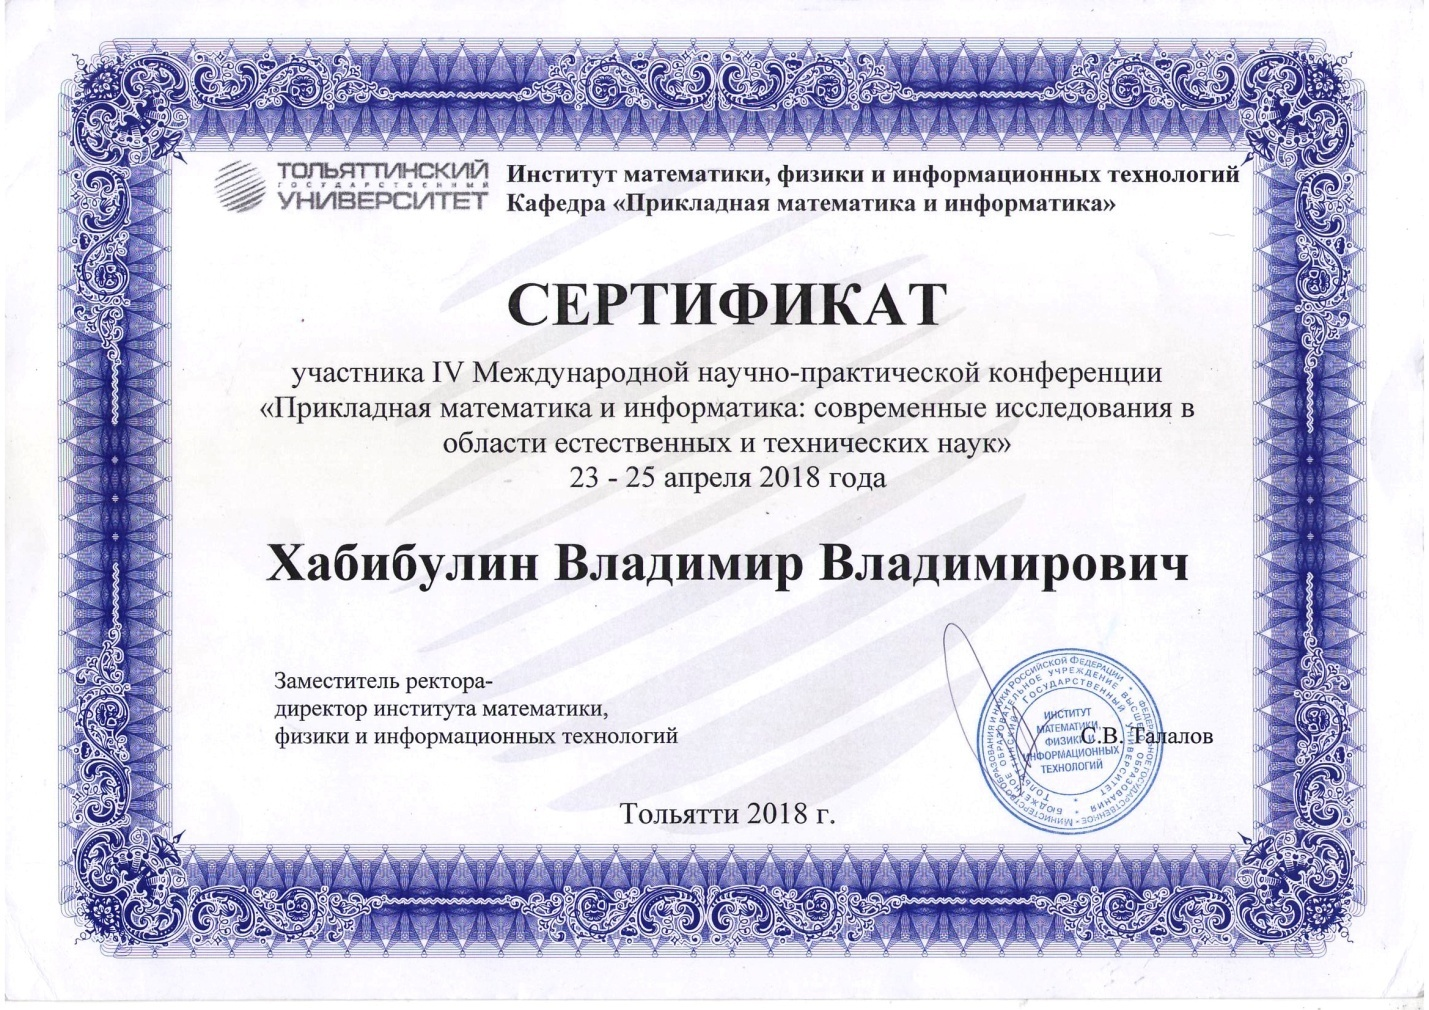 ТОЛЬЯТТИНСКИЙ
ГОСУДАРСТВЕННЫЙ
УНИВЕРСИТЕТ
Институт математики, физики и информационных технологий
Кафедра «Прикладная математика и информатика»
СЕРТИФИКАТ
участника IV Международной научно-практической конференции
«Прикладная математика и информатика: современные исследования в
области естественных и технических наук»
23 - 25 апреля 2018 года
Хабибулин Владимир Владимирович
Заместитель ректора-
директор института математики,
физики и информационных технологий
С.В. Талалов
ИНСТИТУТ
МАТЕМАТИКИ,
ФИЗИКИ И
ИНФОРМАЦИОННЫХ
ТЕХНОЛОГИЙ
Тольятти 2018 г.